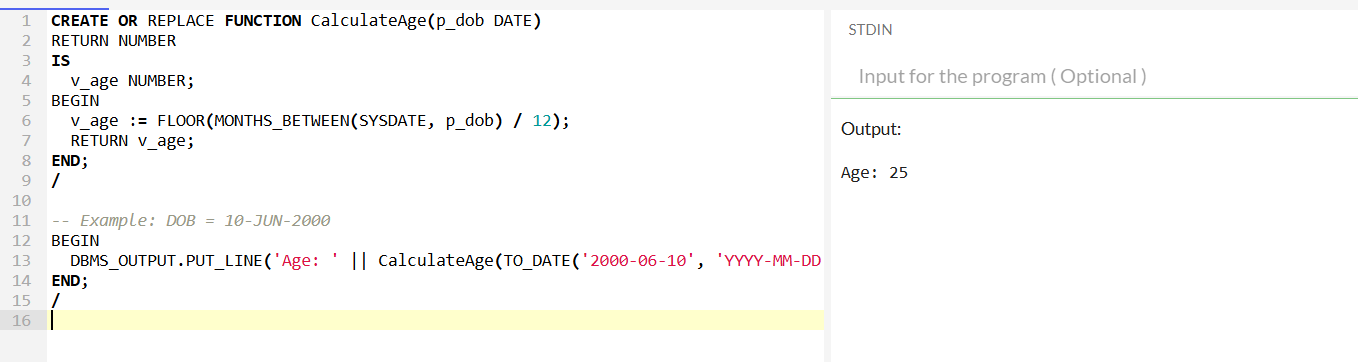 1 CREATE OR REPLACE FUNCTION CalculateAge(p_dob DATE)
2 RETURN NUMBER
3 IS
4   v_age NUMBER;
5 BEGIN
6   v_age := FLOOR(MONTHS_BETWEEN(SYSDATE, p_dob) / 12);
7   RETURN v_age;
8 END;
9 /
10
11 -- Example: DOB = 10-JUN-2000
12 BEGIN
13   DBMS_OUTPUT.PUT_LINE('Age: ' || CalculateAge(TO_DATE('2000-06-10', 'YYYY-MM-DD
14 END;
15 /
16
STDIN
Input for the program ( Optional )
Output:
Age: 25